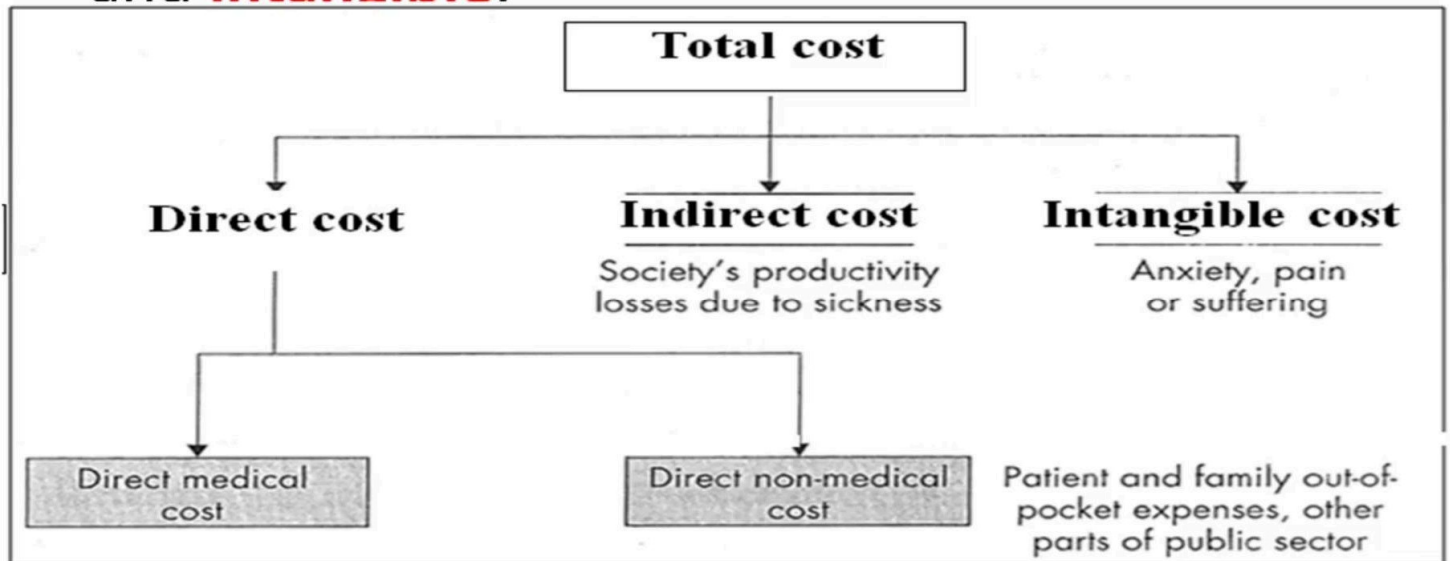 Total cost
Direct cost
Indirect cost
Intangible cost
Society's productivity
losses due to sickness
Anxiety, pain
or suffering
Direct medical
cost
Direct non-medical
cost
Patient and family out-of-
pocket expenses, other
parts of public sector